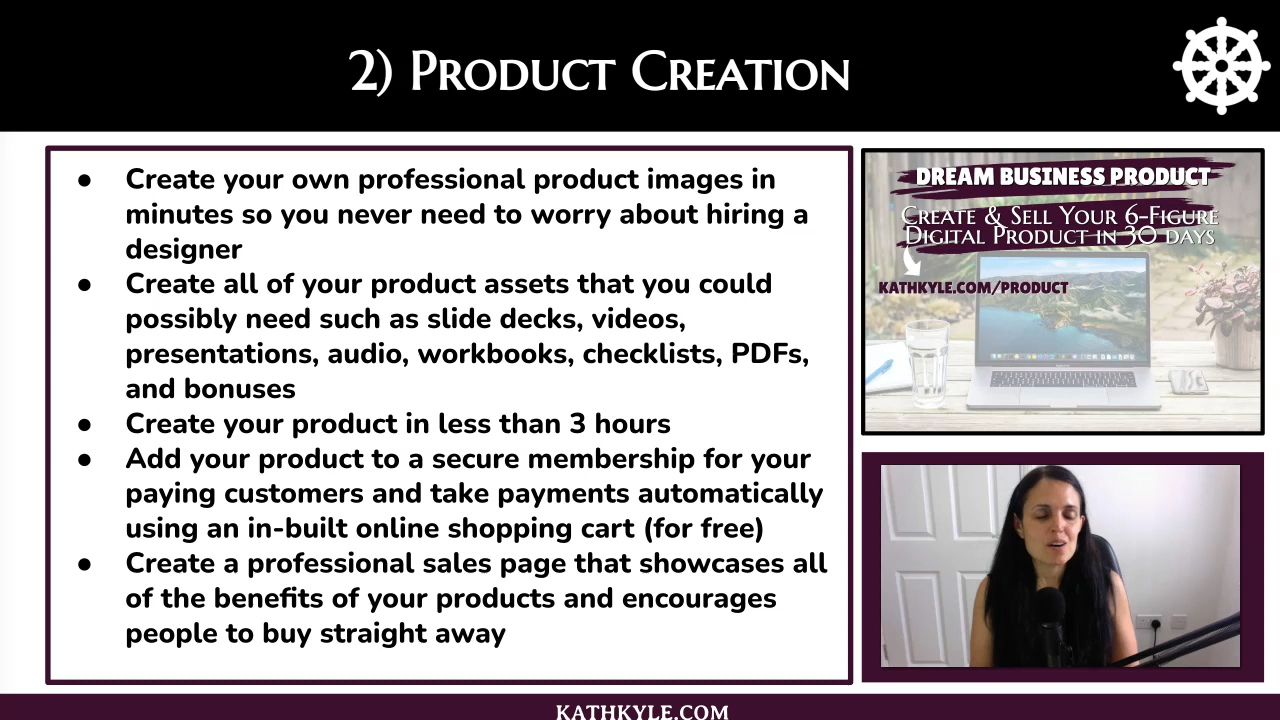 2) Product Creation
● Create your own professional product images in
minutes so you never need to worry about hiring a
designer
● Create all of your product assets that you could
possibly need such as slide decks, videos,
presentations, audio, workbooks, checklists, PDFs,
and bonuses
● Create your product in less than 3 hours
● Add your product to a secure membership for your
paying customers and take payments automatically
using an in-built online shopping cart (for free)
● Create a professional sales page that showcases all
of the benefits of your products and encourages
people to buy straight away
DREAM BUSINESS PRODUCT
Create & Sell Your 6-Figure
Digital Product in 30 days
KATHKYLE.COM/PRODUCT
KATHKYLE.COM